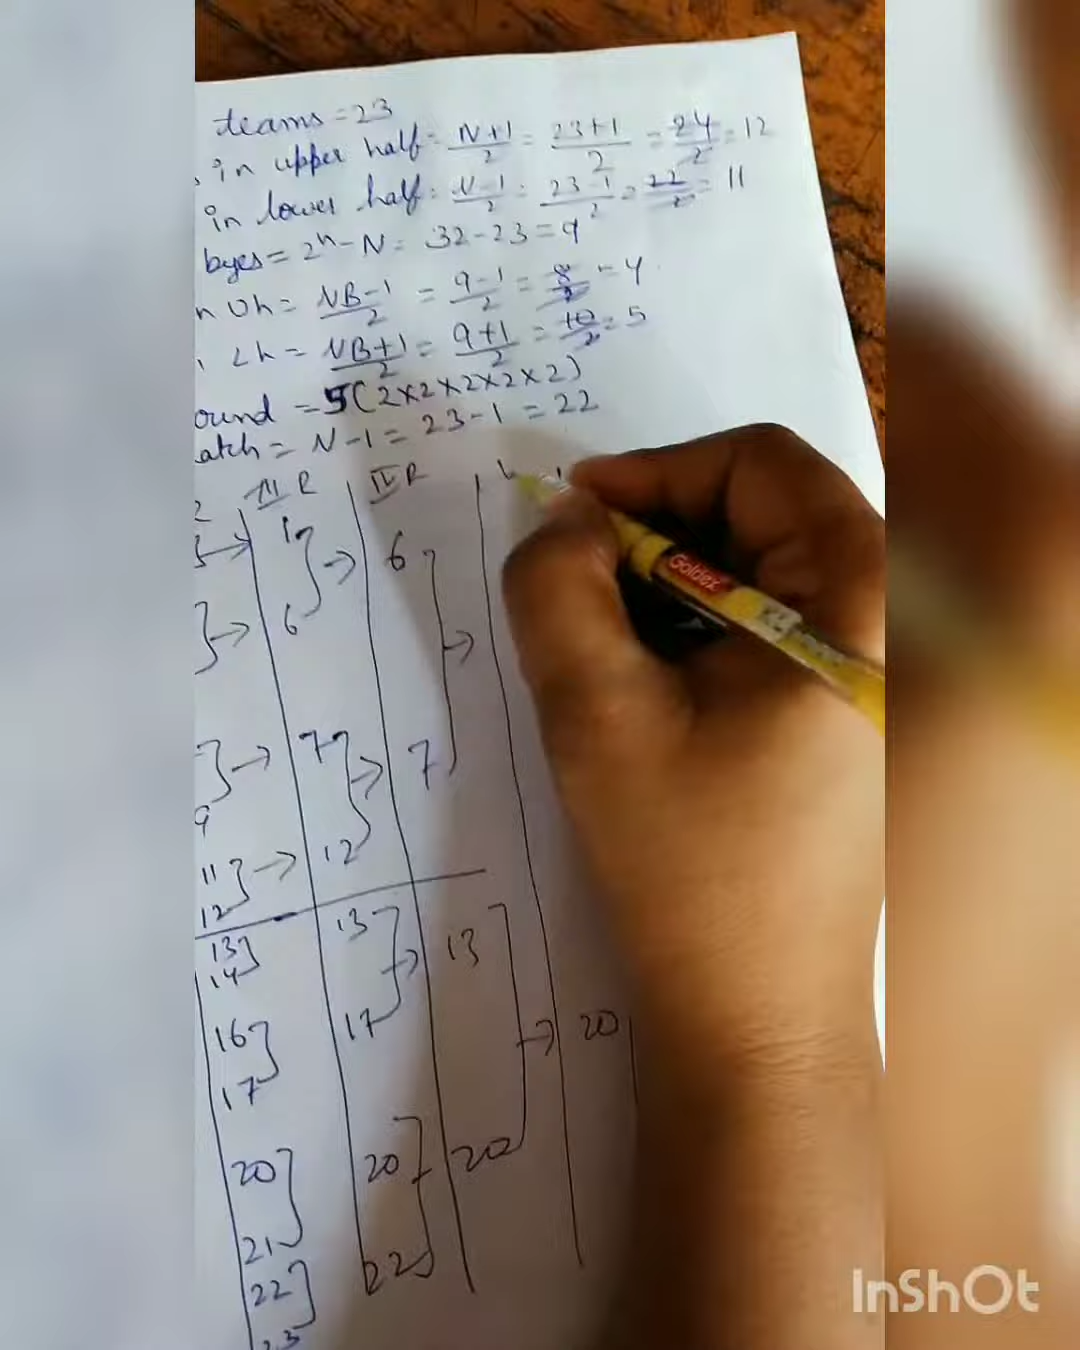 teams = 23
in upper half = N+1/2 = 23+1/2 = 24/2 = 12
in lower half = N-1/2 = 23-1/2 = 22/2 = 11
byes = 2ⁿ - N = 32 - 23 = 9
n Uh = NB-1/2 = 9-1/2 = 8/2 = 4
Lh = NB+1/2 = 9+1/2 = 10/2 = 5
ound = 5 (2×2×2×2×2)
atch = N-1 = 23-1 = 22
III R IV R
1 6
6
7 7
9
11 12
12
13 13 13
14
16 17 20
17
20 20 20
21
22 22
23
Goldex
InShOt